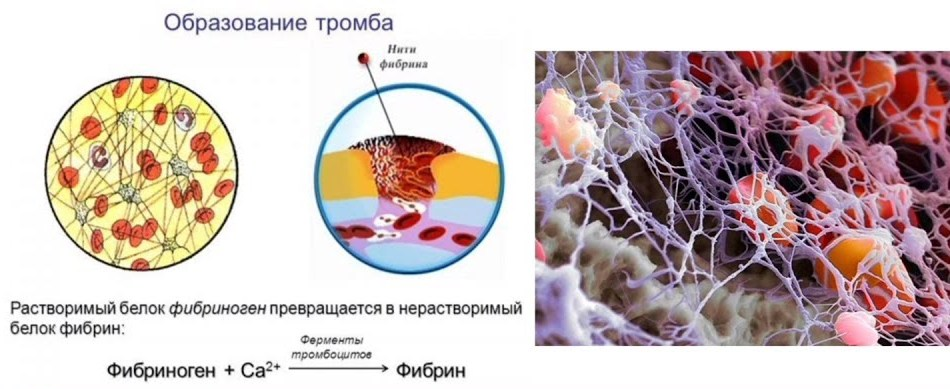 Образование тромба
Нити
фибрина
Растворимый белок фибриноген превращается в нерастворимый
белок фибрин:
Ферменты
тромбоцитов
Фибриноген + Ca²⁺ ⟶ Фибрин